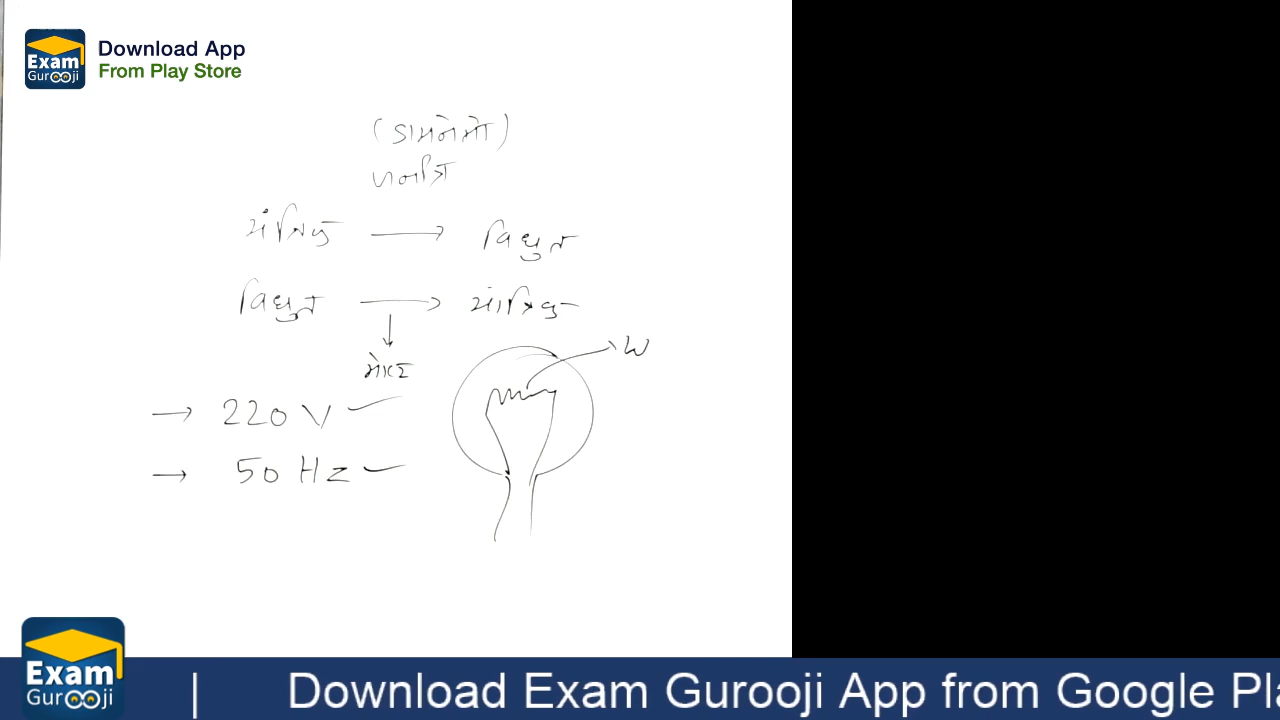 Exam
Gurooji
Download App
From Play Store
(डायनेमो)
यांत्रिक → विधुत
विधुत → यांत्रिक
मोटर
W
→ 220 V
→ 50 Hz
Exam
Gurooji
| Download Exam Gurooji App from Google Pla